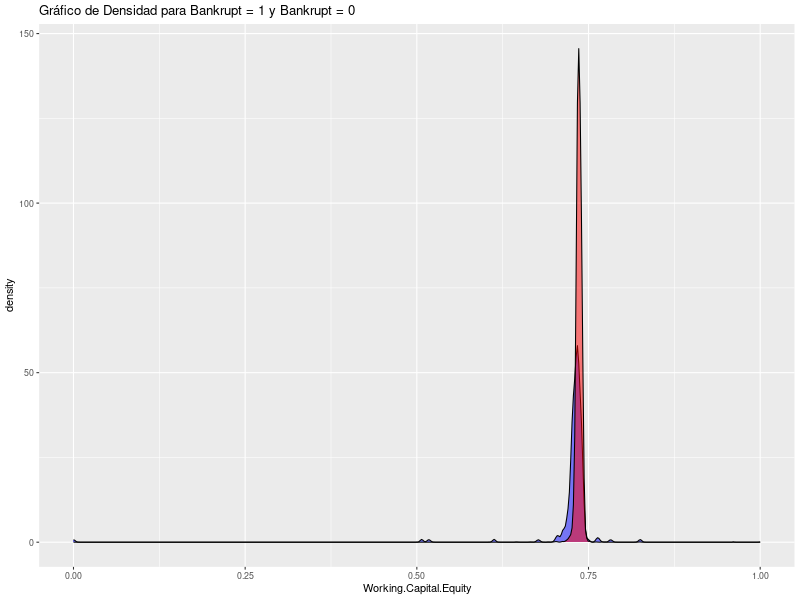 Gráfico de Densidad para Bankrupt = 1 y Bankrupt = 0
150
100
50
0
density
0.00 0.25 0.50 0.75 1.00
Working.Capital.Equity